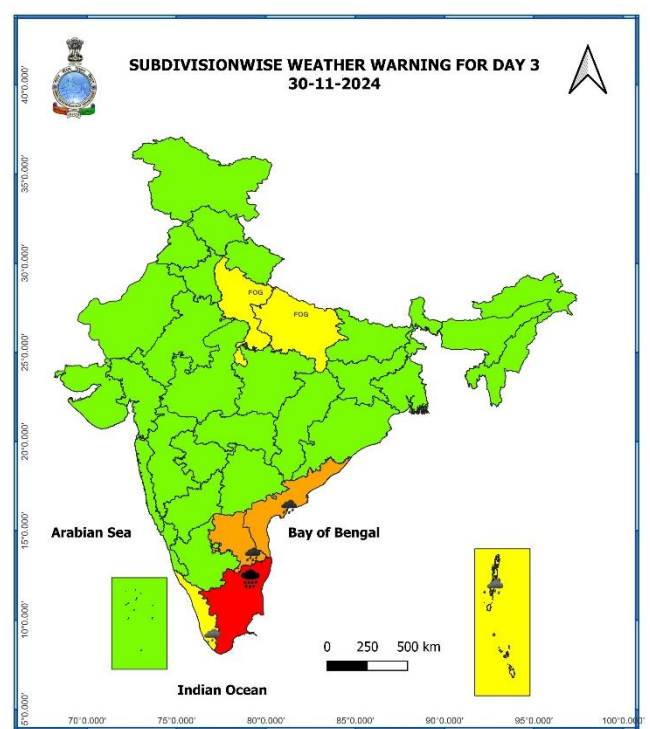 SUBDIVISIONWISE WEATHER WARNING FOR DAY 3
30-11-2024
40°0.000'
35°0.000'
30°0.000'
25°0.000'
20°0.000'
15°0.000'
10°0.000'
5°0.000'
FOG
FOG
Arabian Sea
Bay of Bengal
0 250 500 km
Indian Ocean
70°0.000' 75°0.000' 80°0.000' 85°0.000' 90°0.000' 95°0.000' 100°0.000'